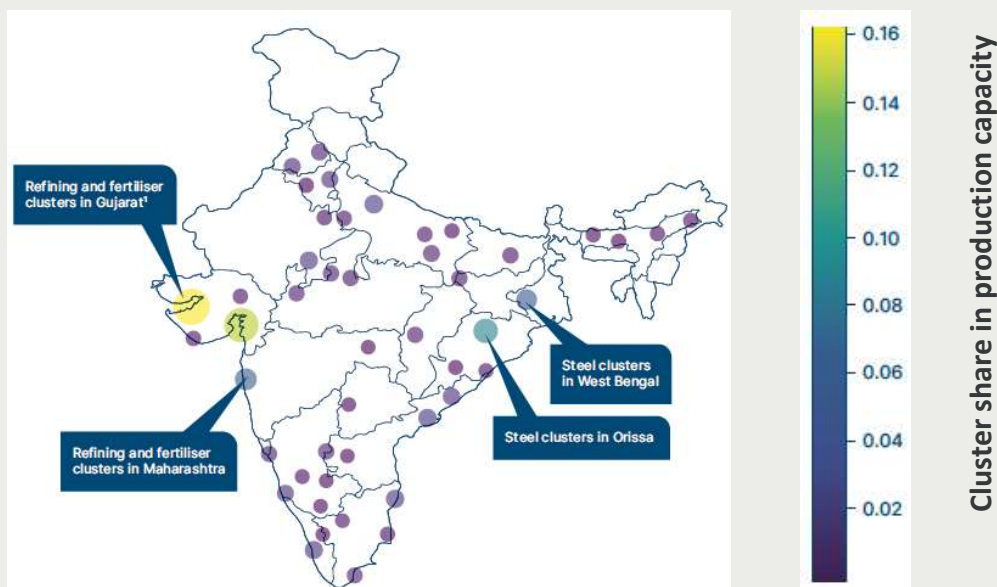 Refining and fertiliser
clusters in Gujarat¹
Steel clusters
in West Bengal
Steel clusters in Orissa
Refining and fertiliser
clusters in Maharashtra
0.16
0.14
0.12
0.10
0.08
0.06
0.04
0.02
Cluster share in production capacity